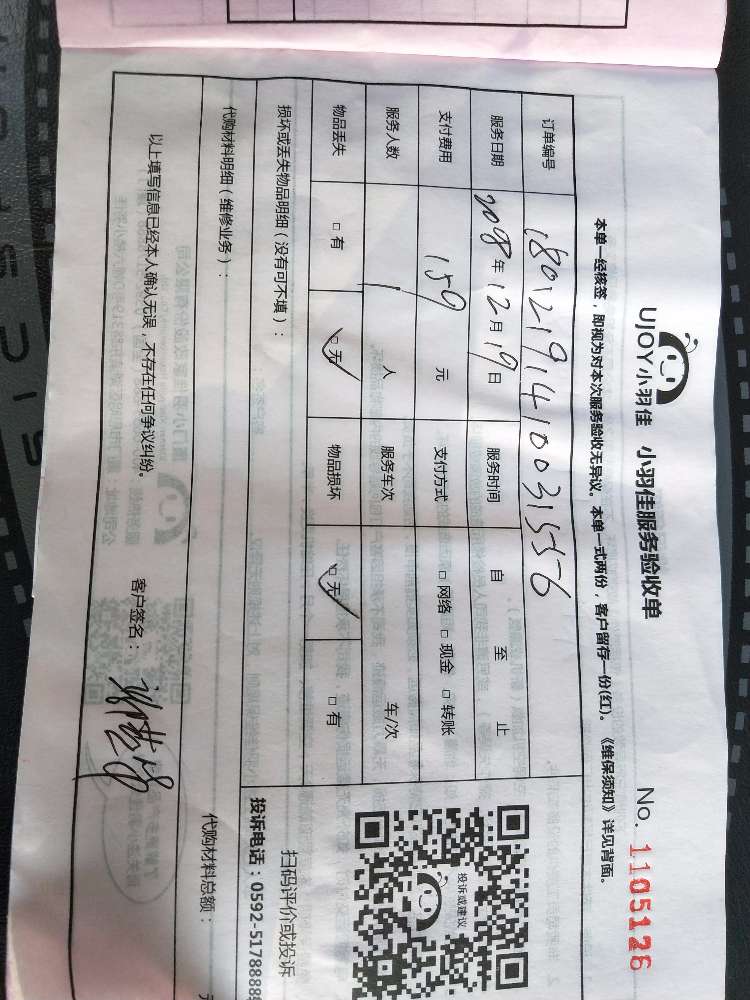 UJOY小羽佳 小羽佳服务验收单 No. 1105126
本单一经核签，即视为对本次服务验收无异议。本单一式两份，客户留存一份(红)。《维保须知》详见背面。
订单编号 180121914100315556
服务日期 2018年12月19日 服务时间 自 至 止
支付费用 159 元 支付方式 □ 网络 □ 现金 □ 转账
服务人数 1 人 服务车次 车/次
物品丢失 □ 有 □ 无 物品损坏 □ 无 □ 有
投诉或建议
扫码评价或投诉
损坏或丢失物品明细（没有可不填）：
投诉电话：0592-5178888
代购材料明细（维修业务）：
代购材料总额：
以上填写信息已经本人确认无误，不存在任何争议纠纷。 客户签名：